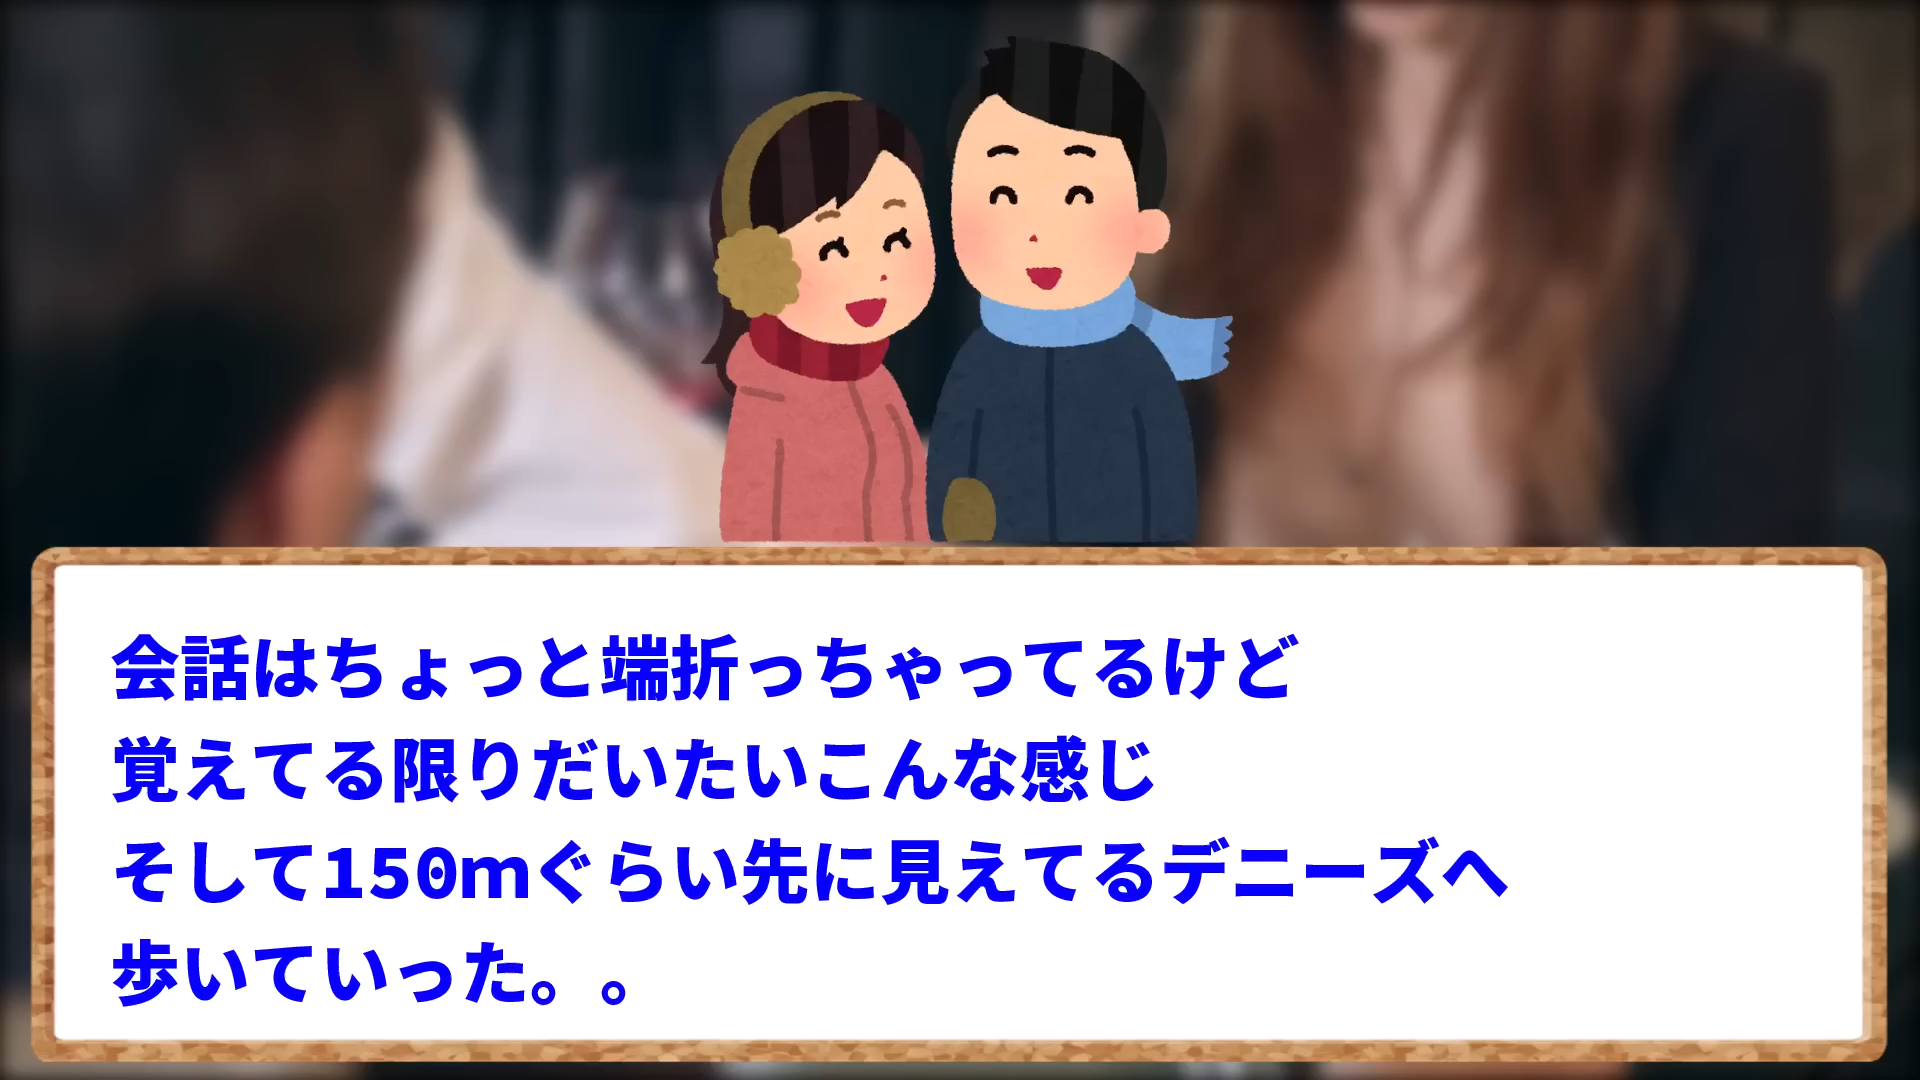 会話はちょっと端折っちゃってるけど
覚えてる限りだいたいこんな感じ
そして150mぐらい先に見えてるデニーズへ
歩いていった。。